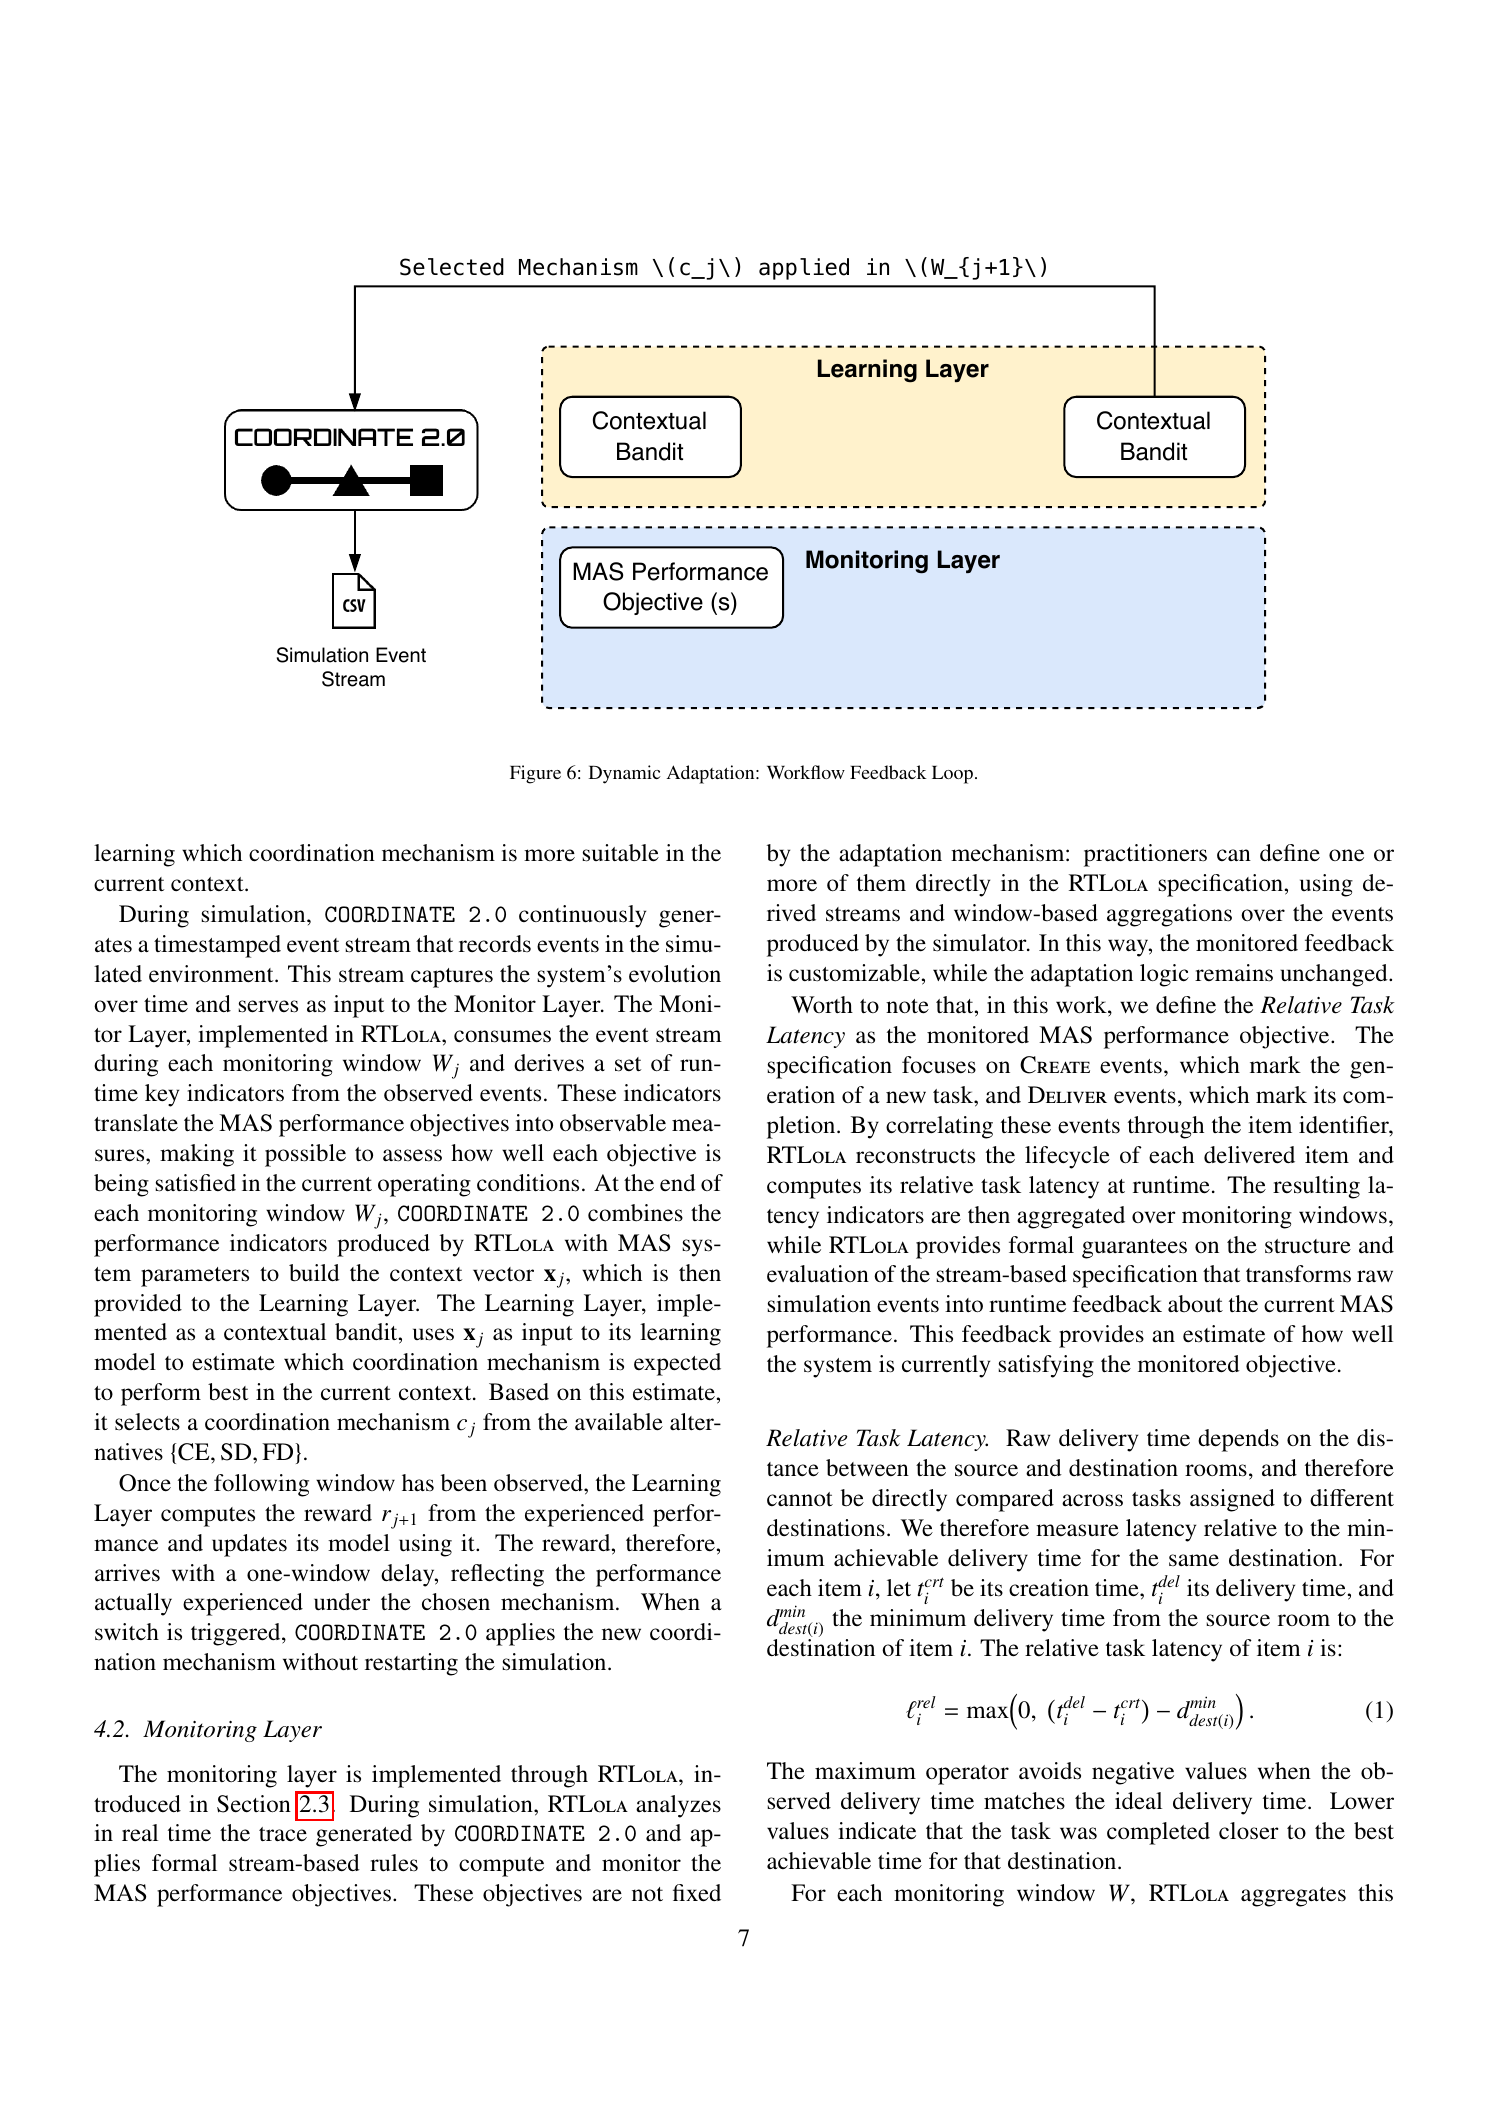 Selected Mechanism \(c_j\) applied in \(W_{j+1}\)
Learning Layer
Contextual
Bandit
Contextual
Bandit
COORDINATE 2.0
Monitoring Layer
MAS Performance
Objective (s)
CSV
Simulation Event
Stream
Figure 6: Dynamic Adaptation: Workflow Feedback Loop.
learning which coordination mechanism is more suitable in the
current context.
During simulation, COORDINATE 2.0 continuously gener-
ates a timestamped event stream that records events in the simu-
lated environment. This stream captures the system's evolution
over time and serves as input to the Monitor Layer. The Moni-
tor Layer, implemented in RTLola, consumes the event stream
during each monitoring window W_j and derives a set of run-
time key indicators from the observed events. These indicators
translate the MAS performance objectives into observable mea-
sures, making it possible to assess how well each objective is
being satisfied in the current operating conditions. At the end of
each monitoring window W_j, COORDINATE 2.0 combines the
performance indicators produced by RTLola with MAS sys-
tem parameters to build the context vector x_j, which is then
provided to the Learning Layer. The Learning Layer, imple-
mented as a contextual bandit, uses x_j as input to its learning
model to estimate which coordination mechanism is expected
to perform best in the current context. Based on this estimate,
it selects a coordination mechanism c_j from the available alter-
natives {CE, SD, FD}.
Once the following window has been observed, the Learning
Layer computes the reward r_{j+1} from the experienced perfor-
mance and updates its model using it. The reward, therefore,
arrives with a one-window delay, reflecting the performance
actually experienced under the chosen mechanism. When a
switch is triggered, COORDINATE 2.0 applies the new coordi-
nation mechanism without restarting the simulation.
4.2. Monitoring Layer
The monitoring layer is implemented through RTLola, in-
troduced in Section 2.3. During simulation, RTLola analyzes
in real time the trace generated by COORDINATE 2.0 and ap-
plies formal stream-based rules to compute and monitor the
MAS performance objectives. These objectives are not fixed
by the adaptation mechanism: practitioners can define one or
more of them directly in the RTLola specification, using de-
rived streams and window-based aggregations over the events
produced by the simulator. In this way, the monitored feedback
is customizable, while the adaptation logic remains unchanged.
Worth to note that, in this work, we define the Relative Task
Latency as the monitored MAS performance objective. The
specification focuses on Create events, which mark the gen-
eration of a new task, and Deliver events, which mark its com-
pletion. By correlating these events through the item identifier,
RTLola reconstructs the lifecycle of each delivered item and
computes its relative task latency at runtime. The resulting la-
tency indicators are then aggregated over monitoring windows,
while RTLola provides formal guarantees on the structure and
evaluation of the stream-based specification that transforms raw
simulation events into runtime feedback about the current MAS
performance. This feedback provides an estimate of how well
the system is currently satisfying the monitored objective.
Relative Task Latency. Raw delivery time depends on the dis-
tance between the source and destination rooms, and therefore
cannot be directly compared across tasks assigned to different
destinations. We therefore measure latency relative to the min-
imum achievable delivery time for the same destination. For
each item i, let t_i^{crt} be its creation time, t_i^{del} its delivery time, and
d_{dest(i)}^{min} the minimum delivery time from the source room to the
destination of item i. The relative task latency of item i is:
ℓ_i^{rel} = max(0, (t_i^{del} − t_i^{crt}) − d_{dest(i)}^{min}). (1)
The maximum operator avoids negative values when the ob-
served delivery time matches the ideal delivery time. Lower
values indicate that the task was completed closer to the best
achievable time for that destination.
For each monitoring window W, RTLola aggregates this
7